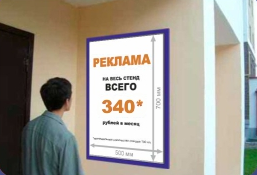 РЕКЛАМА
НА ВЕСЬ СТЕНД
ВСЕГО
340*
рублей в месяц
700 мм
500 мм